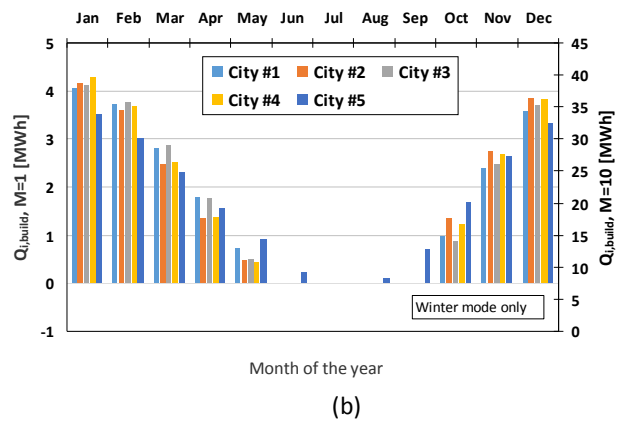 Jan Feb Mar Apr May Jun Jul Aug Sep Oct Nov Dec
5 45
4 40
3 35
2 30
1 25
0 20
-1 15
10
5
0
City #1 City #2 City #3
City #4 City #5
Qi,build, M=1 [MWh]
Qi,build, M=10 [MWh]
Winter mode only
Month of the year
(b)